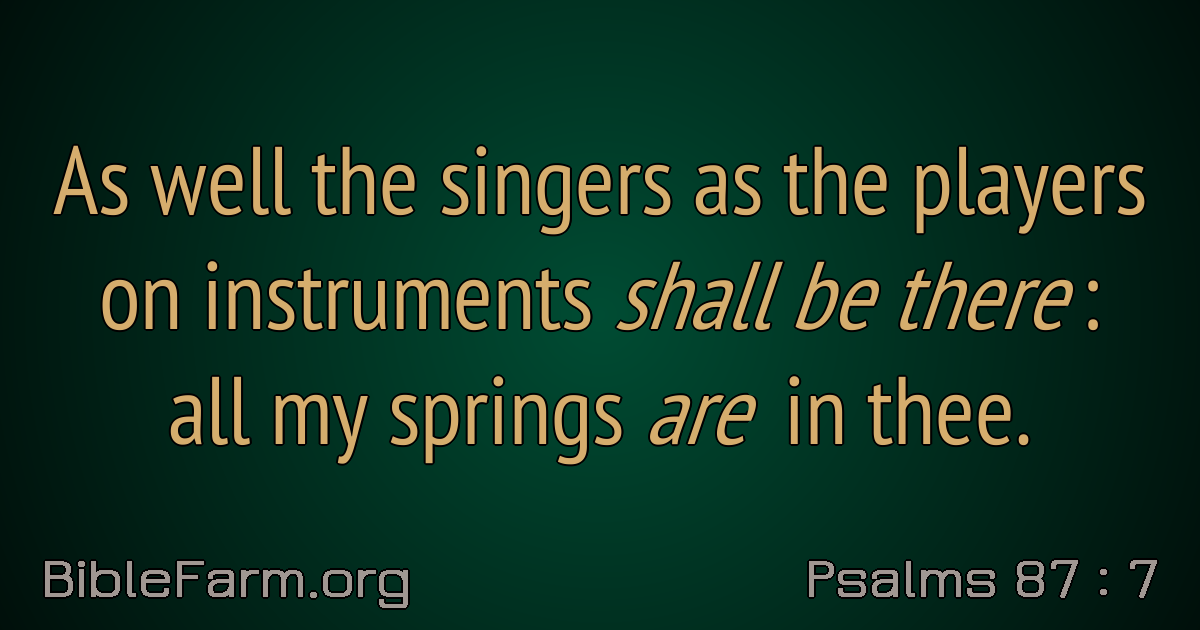 As well the singers as the players
on instruments shall be there:
all my springs are in thee.
BibleFarm.org
Psalms 87 : 7